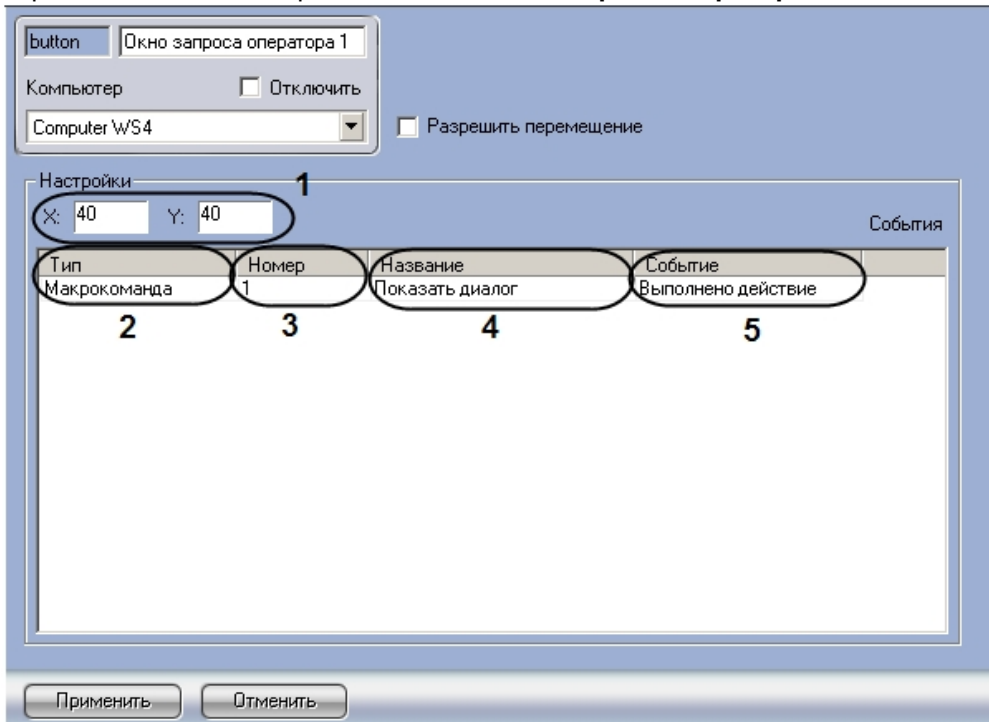 button Окно запроса оператора 1
Компьютер Отключить
Computer WS4 Разрешить перемещение
Настройки 1
X: 40 Y: 40
События
Тип Номер Название Событие
Макрокоманда 1 Показать диалог Выполнено действие
2 3 4 5
Применить Отменить